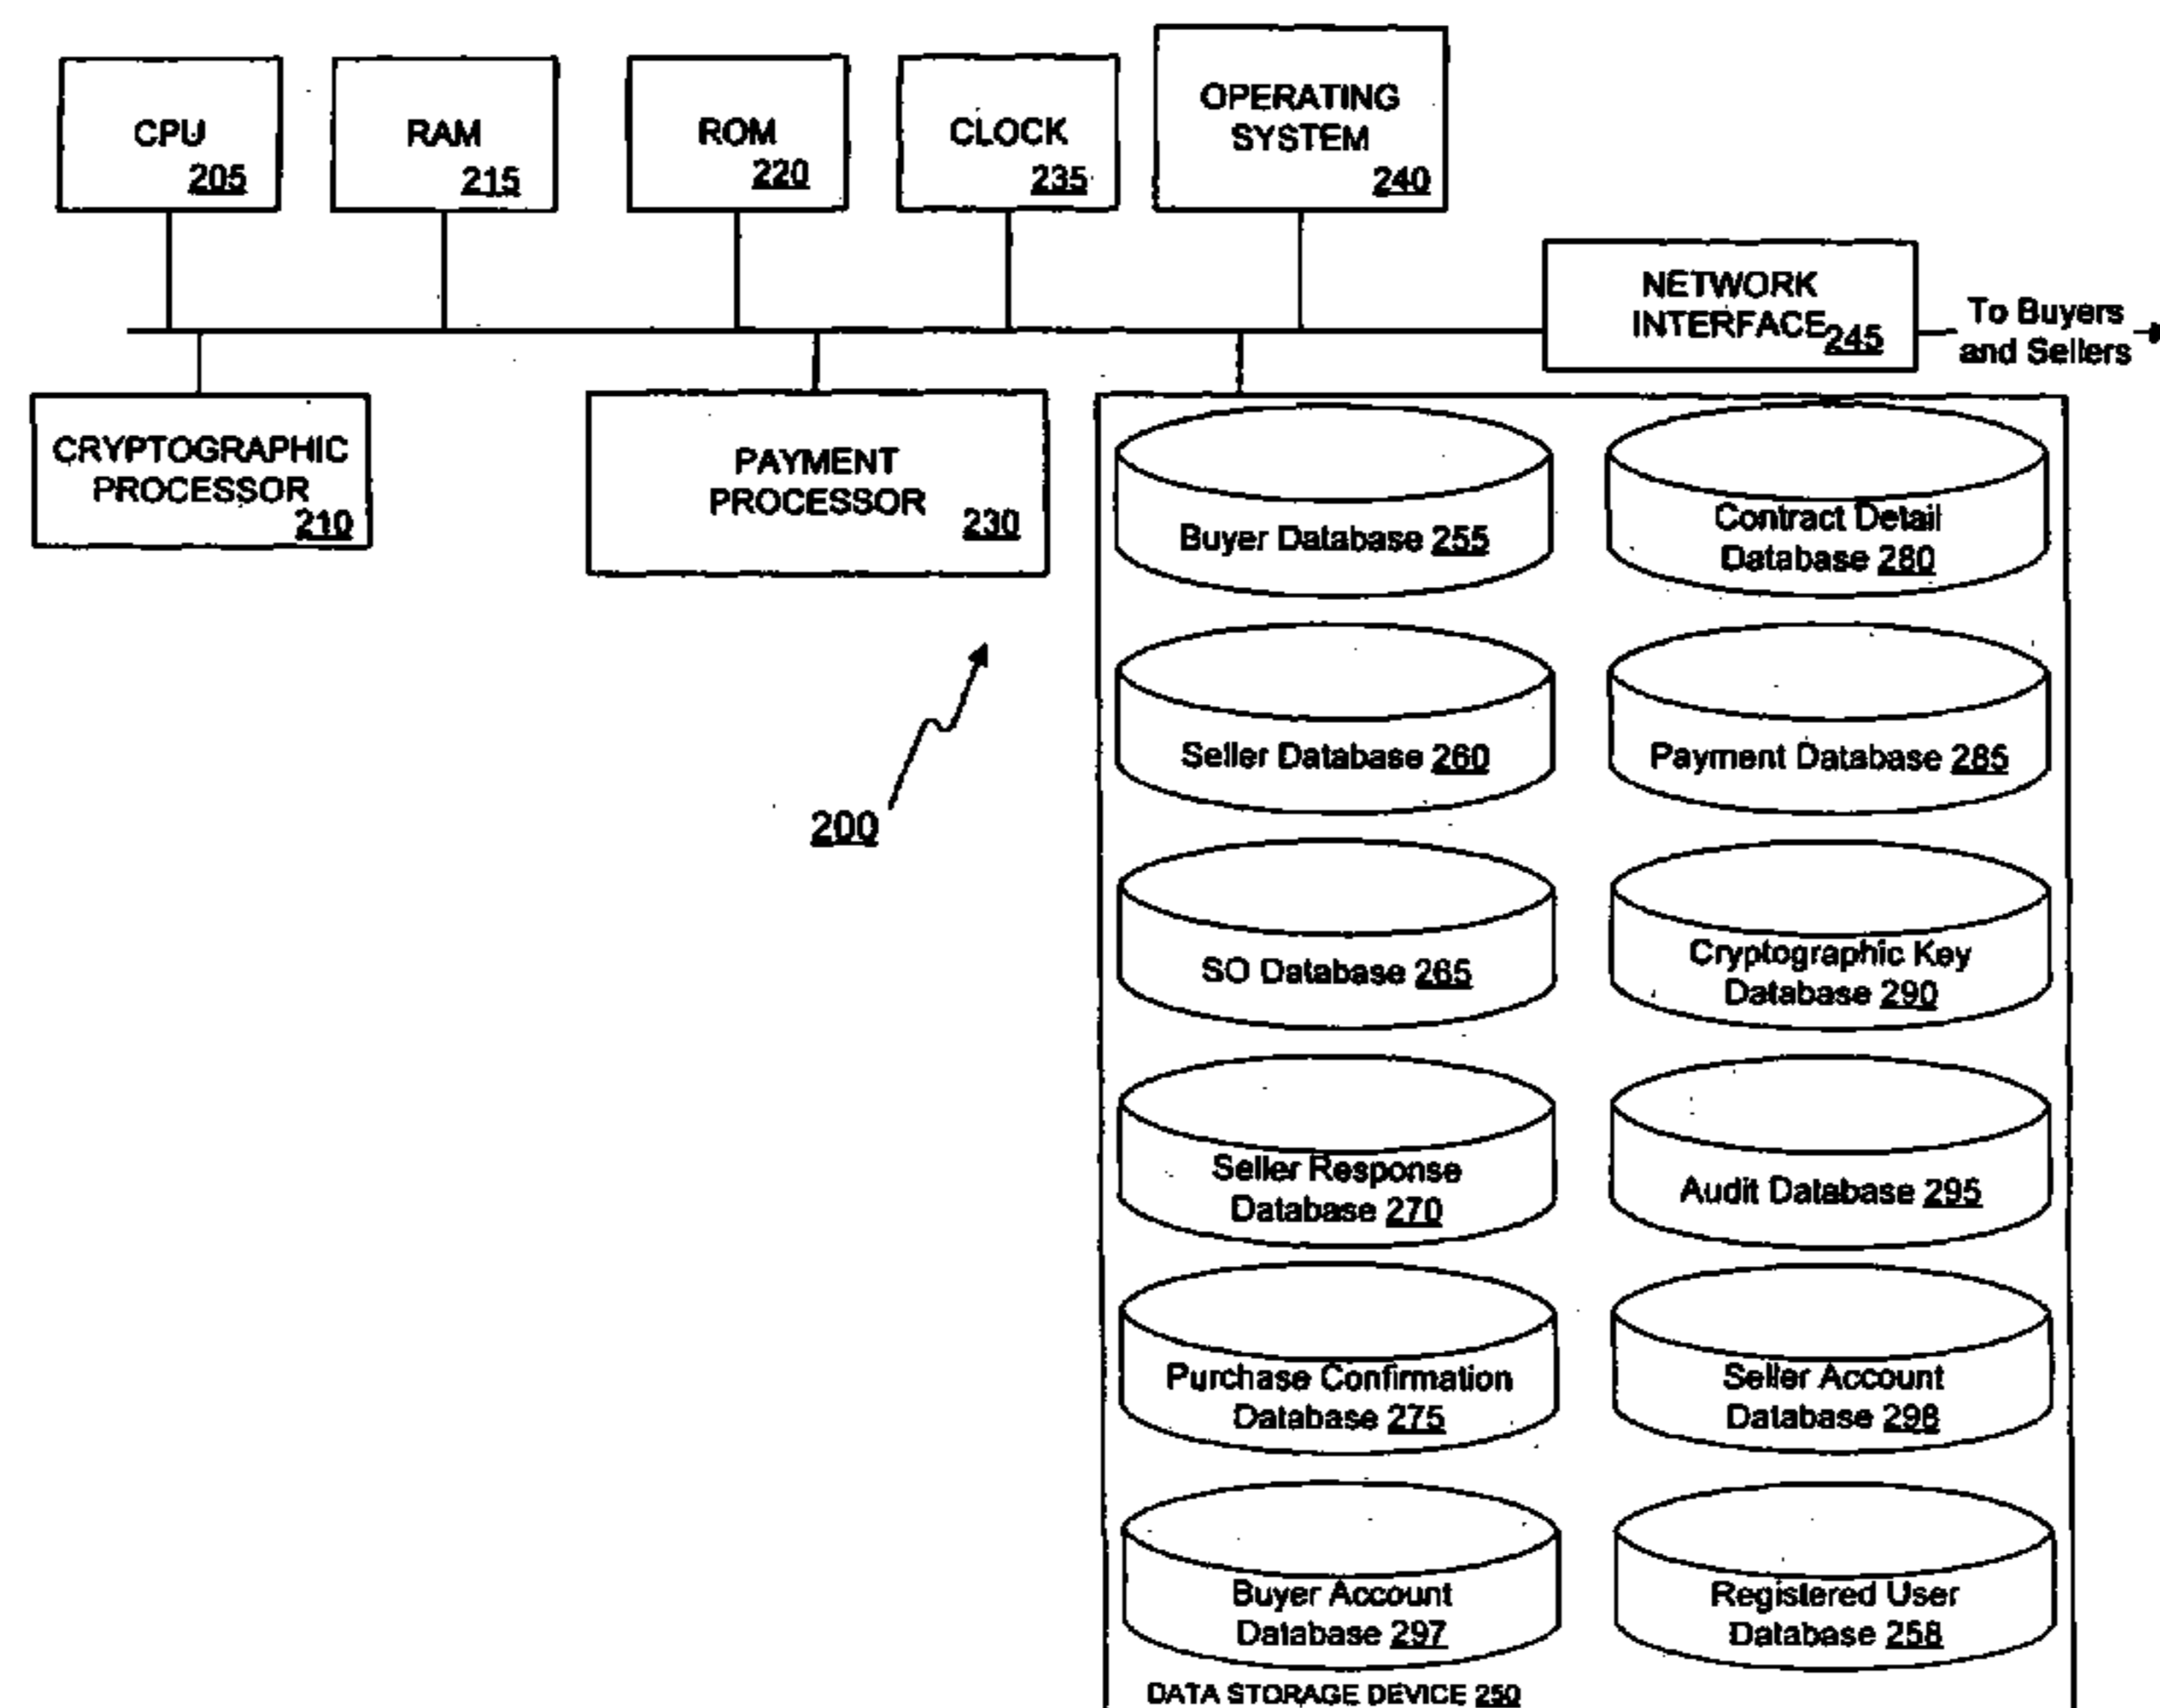 CPU
205
RAM
215
ROM
220
CLOCK
235
OPERATING
SYSTEM
240
NETWORK
INTERFACE 245
To Buyers
and Sellers
CRYPTOGRAPHIC
PROCESSOR
210
PAYMENT
PROCESSOR
230
200
Buyer Database 255
Contract Detail
Database 280
Seller Database 260
Payment Database 285
SO Database 265
Cryptographic Key
Database 290
Seller Response
Database 270
Audit Database 295
Purchase Confirmation
Database 275
Seller Account
Database 298
Buyer Account
Database 297
Registered User
Database 258
DATA STORAGE DEVICE 250